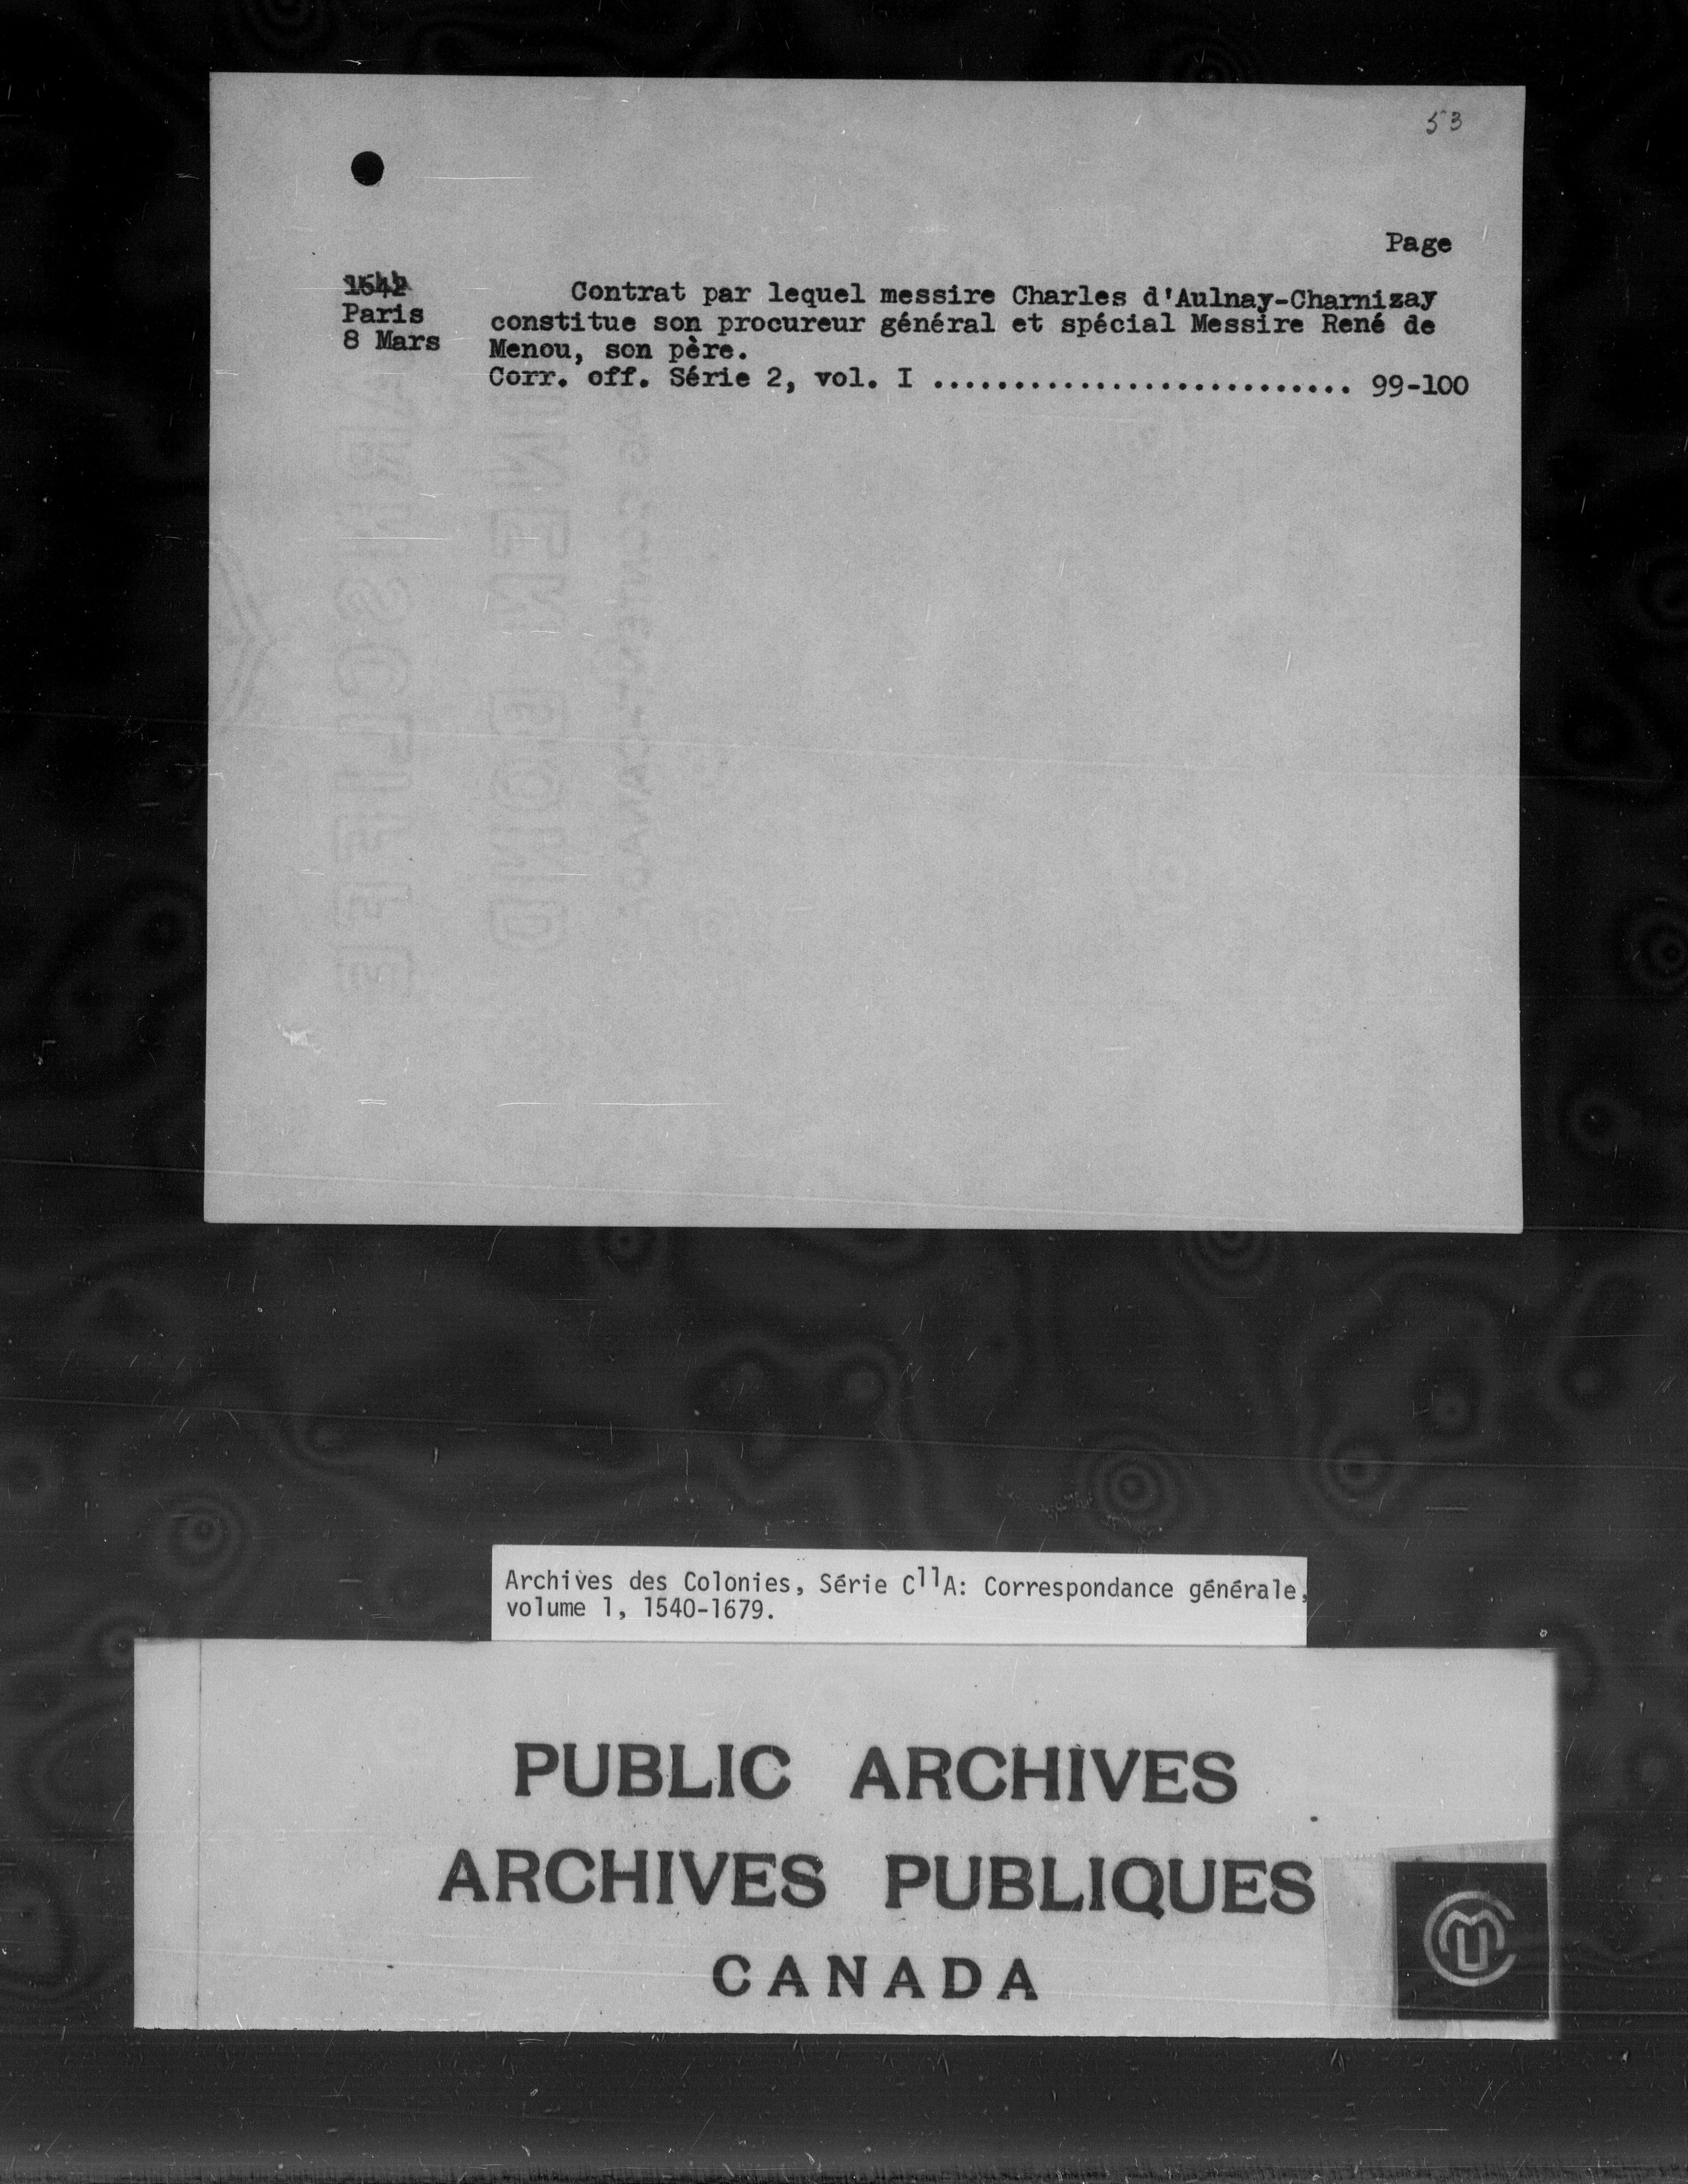 53
Page
Paris
8 Mars
Contrat par lequel messire Charles d'Aulnay-Charnizay
constitue son procureur général et spécial Messire René de
Menou, son père.
Corr. off. Série 2, vol. I .......................... 99-100
Archives des Colonies, Série C11A: Correspondance générale,
volume 1, 1540-1679.
PUBLIC ARCHIVES
ARCHIVES PUBLIQUES
CANADA